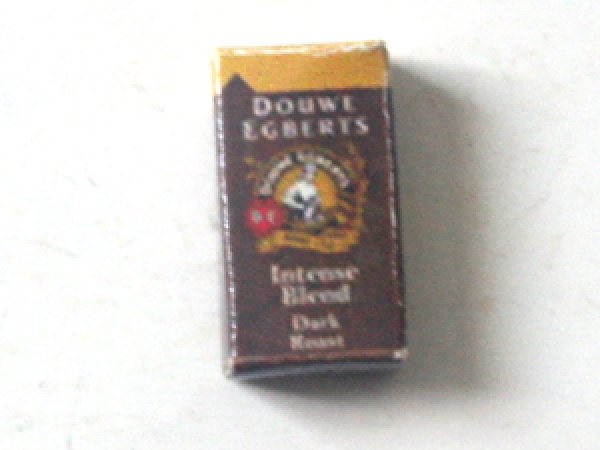 DOUWE
EGBERTS
D·E
Intense
Blend
Dark
Roast